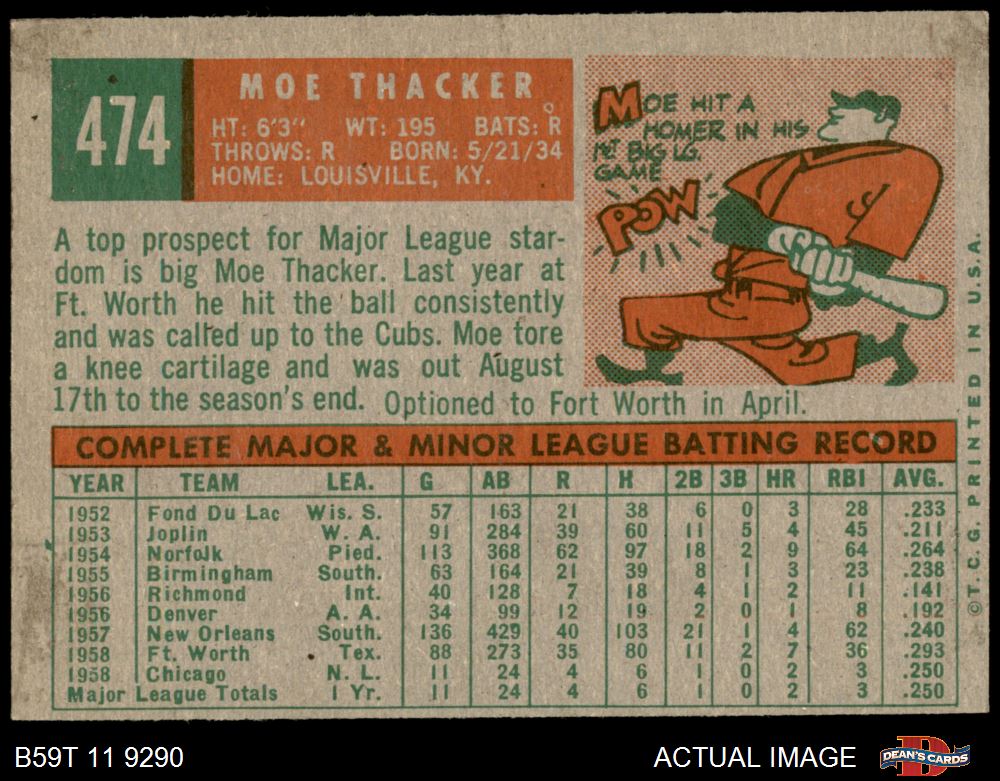 474
MOE THACKER
HT: 6'3" WT: 195 BATS: R
THROWS: R BORN: 5/21/34
HOME: LOUISVILLE, KY.
MOE HIT A
HOMER IN HIS
1ST BIG LG.
GAME
POW
A top prospect for Major League star-
dom is big Moe Thacker. Last year at
Ft. Worth he hit the ball consistently
and was called up to the Cubs. Moe tore
a knee cartilage and was out August
17th to the season's end. Optioned to Fort Worth in April.
COMPLETE MAJOR & MINOR LEAGUE BATTING RECORD
YEAR TEAM LEA. G AB R H 2B 3B HR RBI AVG.
1952 Fond Du Lac Wis. S. 57 163 21 38 6 0 3 28 .233
1953 Joplin W. A. 91 284 39 60 11 5 4 45 .211
1954 Norfolk Pied. 113 368 62 97 18 2 9 64 .264
1955 Birmingham South. 63 164 21 39 8 1 3 23 .238
1956 Richmond Int. 40 128 7 18 4 1 2 11 .141
1956 Denver A. A. 34 99 12 19 2 0 1 8 .192
1957 New Orleans South. 136 429 40 103 21 1 4 62 .240
1958 Ft. Worth Tex. 88 273 35 80 11 2 7 36 .293
1958 Chicago N. L. 11 24 4 6 1 0 2 3 .250
Major League Totals 1 Yr. 11 24 4 6 1 0 2 3 .250
© T. C. G. PRINTED IN U.S.A.
B59T 11 9290
ACTUAL IMAGE
DEAN'S CARDS